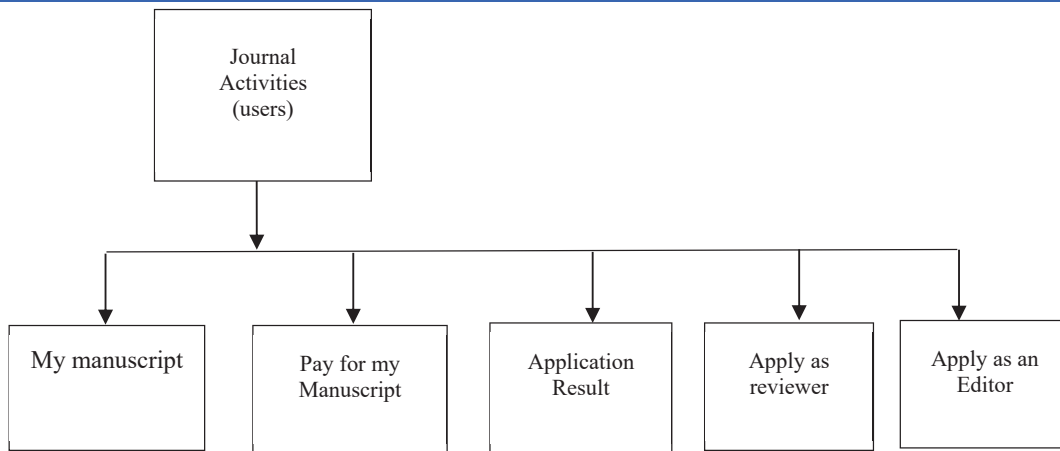 Journal
Activities
(users)
My manuscript
Pay for my
Manuscript
Application
Result
Apply as
reviewer
Apply as an
Editor